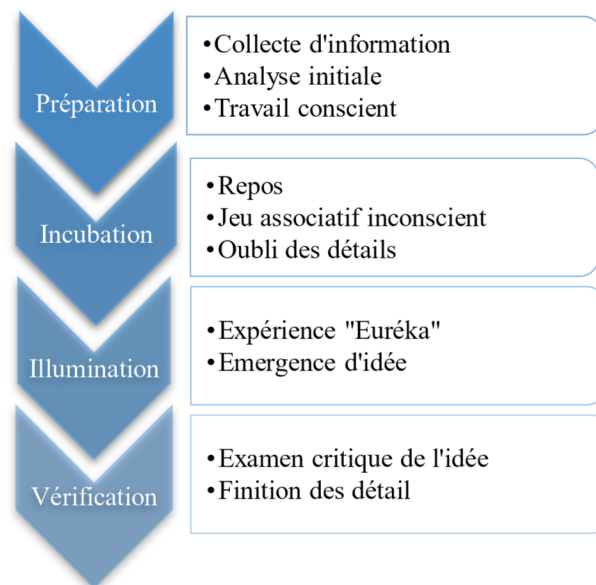 Préparation
•Collecte d'information
•Analyse initiale
•Travail conscient
Incubation
•Repos
•Jeu associatif inconscient
•Oubli des détails
Illumination
•Expérience "Euréka"
•Emergence d'idée
Vérification
•Examen critique de l'idée
•Finition des détail